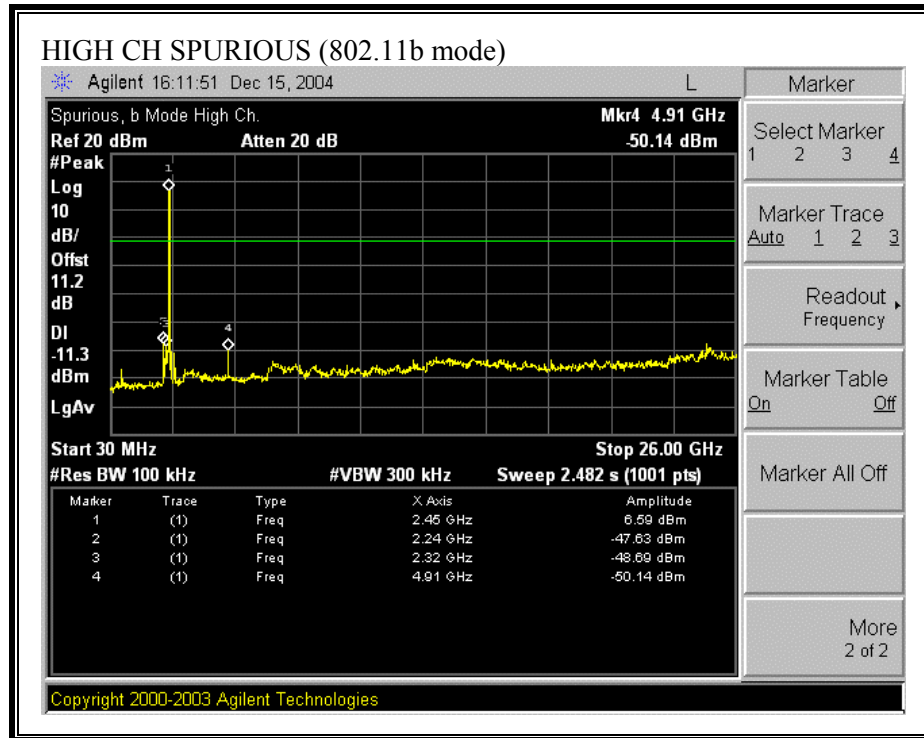 HIGH CH SPURIOUS (802.11b mode)
Agilent 16:11:51 Dec 15, 2004 L
Marker
Spurious, b Mode High Ch. Mkr4 4.91 GHz
Ref 20 dBm Atten 20 dB -50.14 dBm
#Peak
Log
10
dB/
Offst
11.2
dB
DI
-11.3
dBm
LgAv
1
3
4
Start 30 MHz Stop 26.00 GHz
#Res BW 100 kHz #VBW 300 kHz Sweep 2.482 s (1001 pts)
Marker Trace Type X Axis Amplitude
1 (1) Freq 2.45 GHz 6.59 dBm
2 (1) Freq 2.24 GHz -47.63 dBm
3 (1) Freq 2.32 GHz -48.69 dBm
4 (1) Freq 4.91 GHz -50.14 dBm
Select Marker
1 2 3 4
Marker Trace
Auto 1 2 3
Readout
Frequency
Marker Table
On Off
Marker All Off
More
2 of 2
Copyright 2000-2003 Agilent Technologies